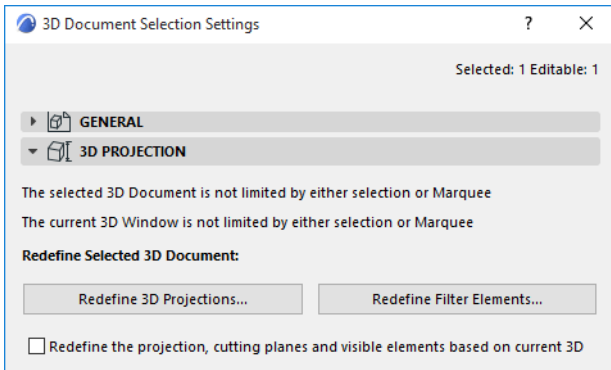 3D Document Selection Settings
Selected: 1 Editable: 1
GENERAL
3D PROJECTION
The selected 3D Document is not limited by either selection or Marquee
The current 3D Window is not limited by either selection or Marquee
Redefine Selected 3D Document:
Redefine 3D Projections... Redefine Filter Elements...
Redefine the projection, cutting planes and visible elements based on current 3D